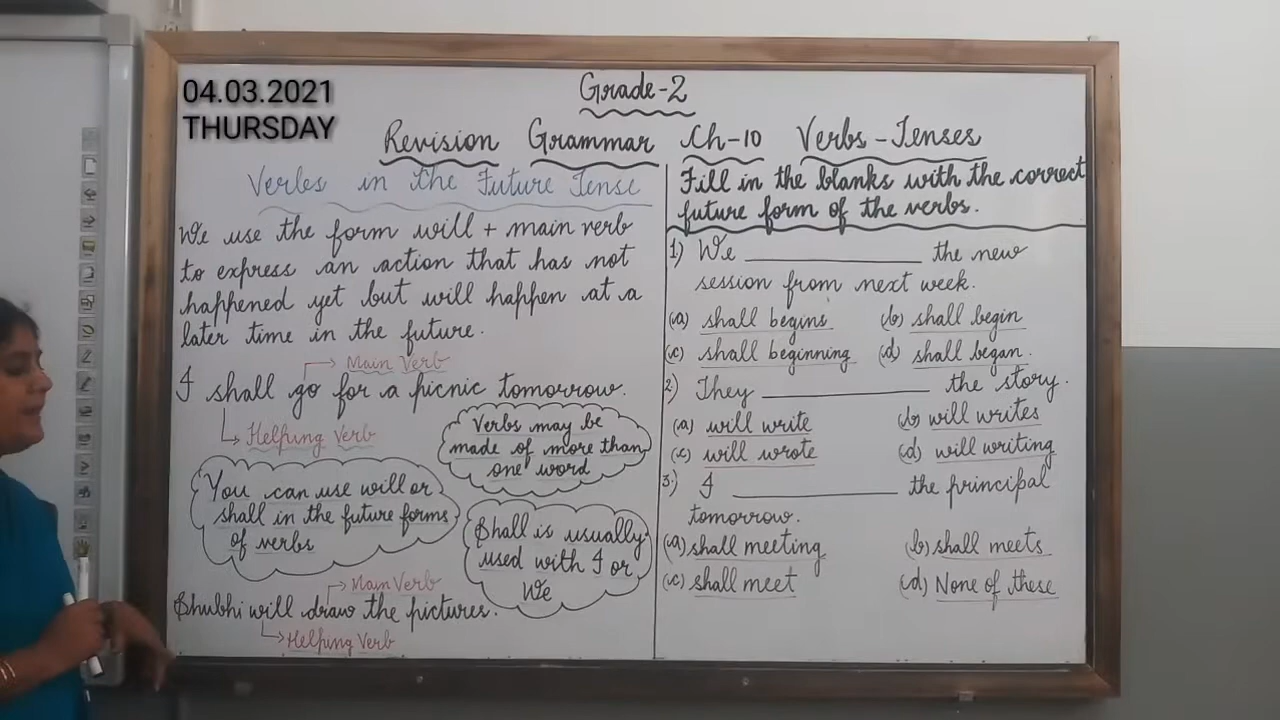 04.03.2021
THURSDAY
Grade-2
Revision Grammar Ch-10 Verbs-Tenses
Verbs in the Future Tense
We use the form will + main verb
to express an action that has not
happened yet but will happen at a
later time in the future.
Main Verb
I shall go for a picnic tomorrow.
Helping Verb
Verbs may be
made of more than
one word
You can use will or
shall in the future forms
of verbs
Shall is usually
used with I or
We
Main Verb
Shubhi will draw the pictures.
Helping Verb
Fill in the blanks with the correct
future form of the verbs.
1) We ____________ the new
session from next week.
(a) shall begins (b) shall begin
(c) shall beginning (d) shall began.
2) They ____________ the story.
(a) will write (b) will writes
(c) will wrote (d) will writing
3.) I ____________ the principal
tomorrow.
(a) shall meeting (b) shall meets
(c) shall meet (d) None of these